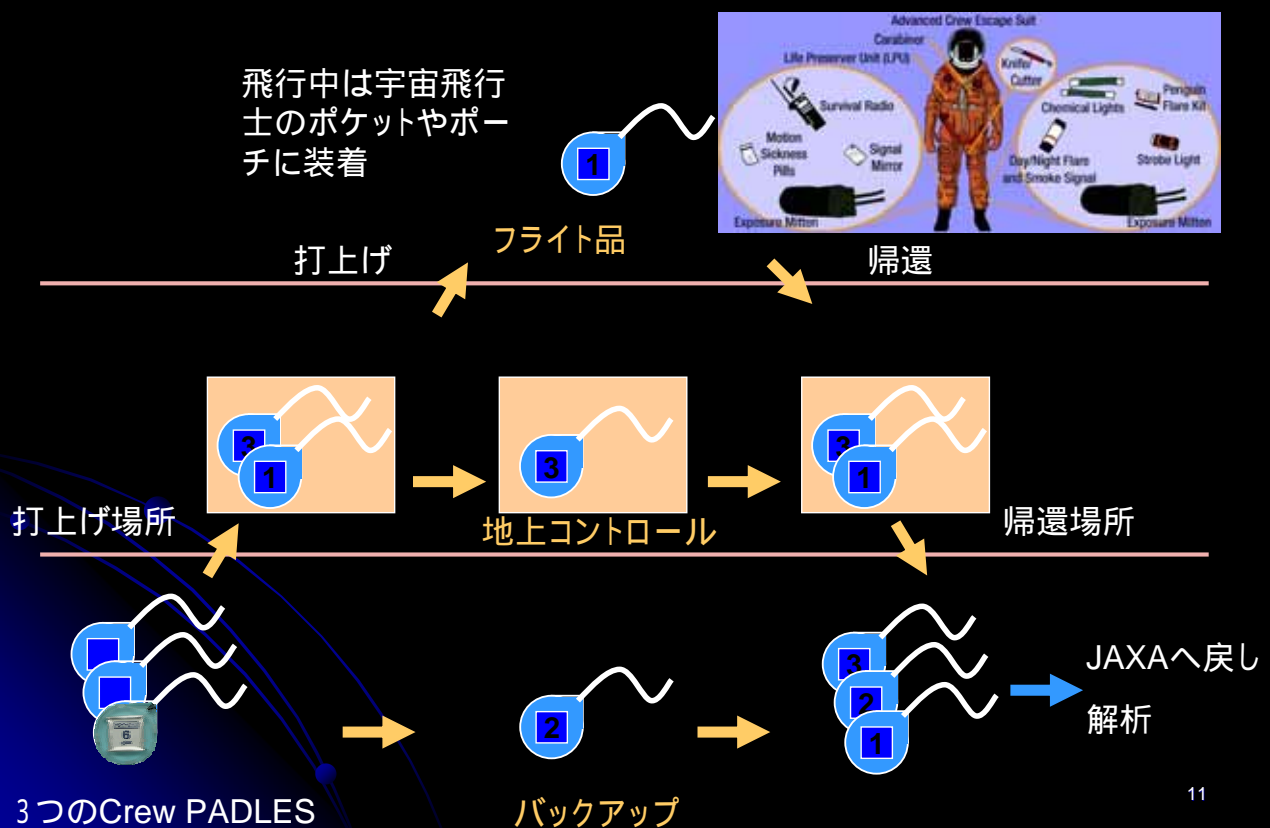 飛行中は宇宙飛行
士のポケットやポー
チに装着
1
フライト品
Advanced Crew Escape Suit
Carabiner
Life Preserver Unit (LPU)
Knife/
Cutter
Survival Radio
Motion
Sickness
Pills
Signal
Mirror
Exposure Mitten
Chemical Lights
Penguin
Flare Kit
Day/Night Flare
and Smoke Signal
Strobe Light
Exposure Mitten
打上げ
帰還
3
1
3
3
1
打上げ場所
地上コントロール
帰還場所
6
2
3
2
1
JAXAへ戻し
解析
3つのCrew PADLES
バックアップ
11